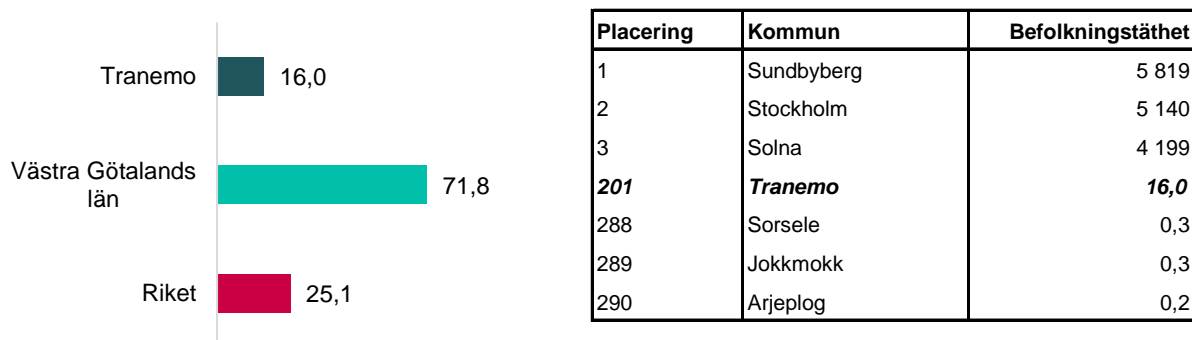 Tranemo 16,0
Västra Götalands
län 71,8
Riket 25,1
Placering Kommun Befolkningstäthet
1 Sundbyberg 5 819
2 Stockholm 5 140
3 Solna 4 199
201 Tranemo 16,0
288 Sorsele 0,3
289 Jokkmokk 0,3
290 Arjeplog 0,2